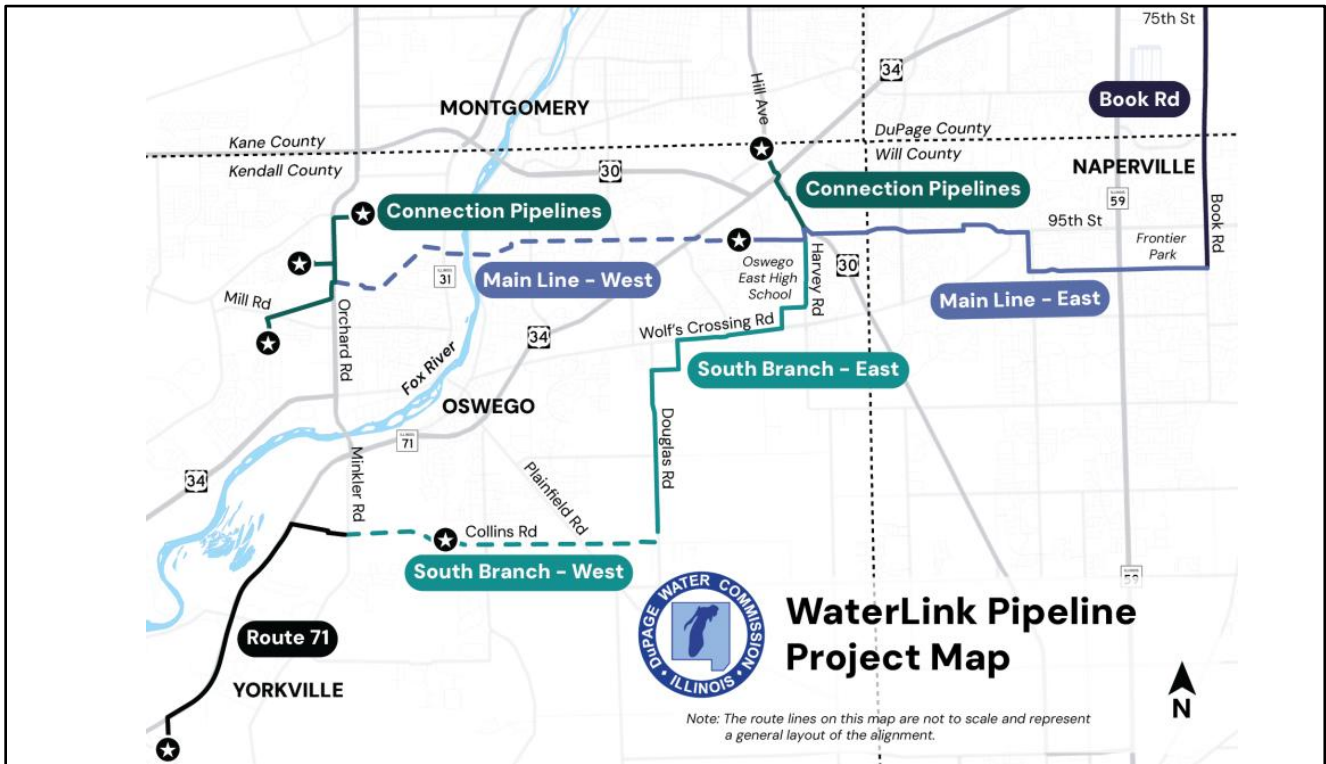 75th St
34
Hill Ave
MONTGOMERY
Book Rd
Kane County
DuPage County
Kendall County
Will County
30
NAPERVILLE
Connection Pipelines
Connection Pipelines
ILLINOIS
59
95th St
Book Rd
Frontier
Park
Harvey Rd
30
Oswego
East High
School
ILLINOIS
31
Main Line - West
Main Line - East
Mill Rd
Orchard Rd
Wolf's Crossing Rd
34
Fox River
South Branch - East
OSWEGO
ILLINOIS
71
Douglas Rd
Minkler Rd
34
Plainfield Rd
Collins Rd
South Branch - West
59
DuPAGE WATER COMMISSION
ILLINOIS
WaterLink Pipeline
Project Map
Route 71
YORKVILLE
N
Note: The route lines on this map are not to scale and represent
a general layout of the alignment.